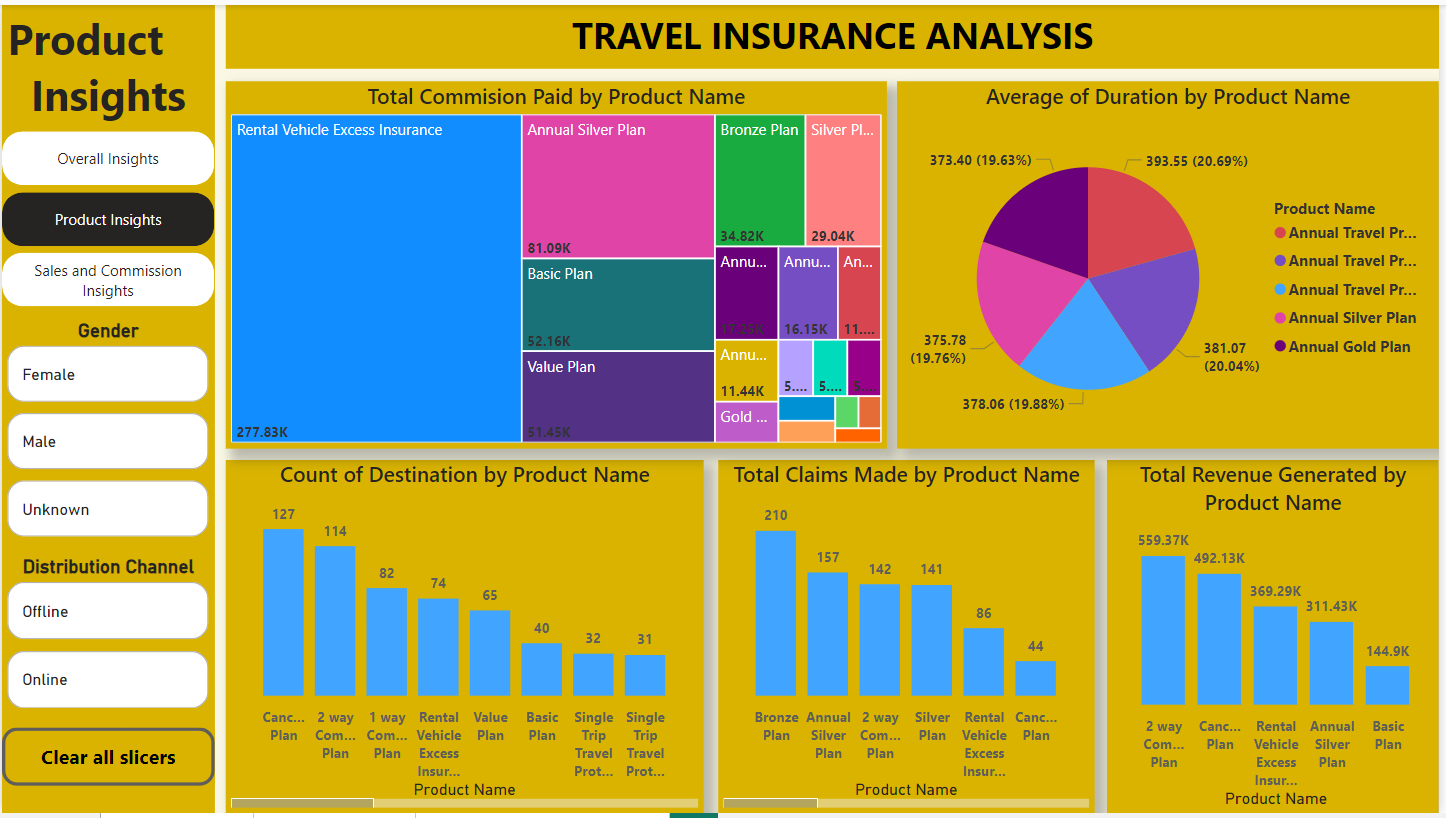 Product
Insights
Overall Insights
Product Insights
Sales and Commission
Insights
Gender
Female
Male
Unknown
Distribution Channel
Offline
Online
Clear all slicers
TRAVEL INSURANCE ANALYSIS
Total Commision Paid by Product Name
Rental Vehicle Excess Insurance
277.83K
Annual Silver Plan
81.09K
Basic Plan
52.16K
Value Plan
51.45K
Bronze Plan
34.82K
Silver Pl...
29.04K
Annu...
Annu...
16.15K
An...
11....
Annu...
11.44K
Gold ...
5....
5....
5....
Average of Duration by Product Name
373.40 (19.63%)
393.55 (20.69%)
375.78
(19.76%)
381.07
(20.04%)
378.06 (19.88%)
Product Name
Annual Travel Pr...
Annual Travel Pr...
Annual Travel Pr...
Annual Silver Plan
Annual Gold Plan
Count of Destination by Product Name
127
114
82
74
65
40
32
31
Canc...
Plan
2 way
Com...
Plan
1 way
Com...
Plan
Rental
Vehicle
Excess
Insur...
Value
Plan
Basic
Plan
Single
Trip
Travel
Prot...
Single
Trip
Travel
Prot...
Product Name
Total Claims Made by Product Name
210
157
142
141
86
44
Bronze
Plan
Annual
Silver
Plan
2 way
Com...
Plan
Silver
Plan
Rental
Vehicle
Excess
Insur...
Canc...
Plan
Product Name
Total Revenue Generated by
Product Name
559.37K
492.13K
369.29K
311.43K
144.9K
2 way
Com...
Plan
Canc...
Plan
Rental
Vehicle
Excess
Insur...
Annual
Silver
Plan
Basic
Plan
Product Name